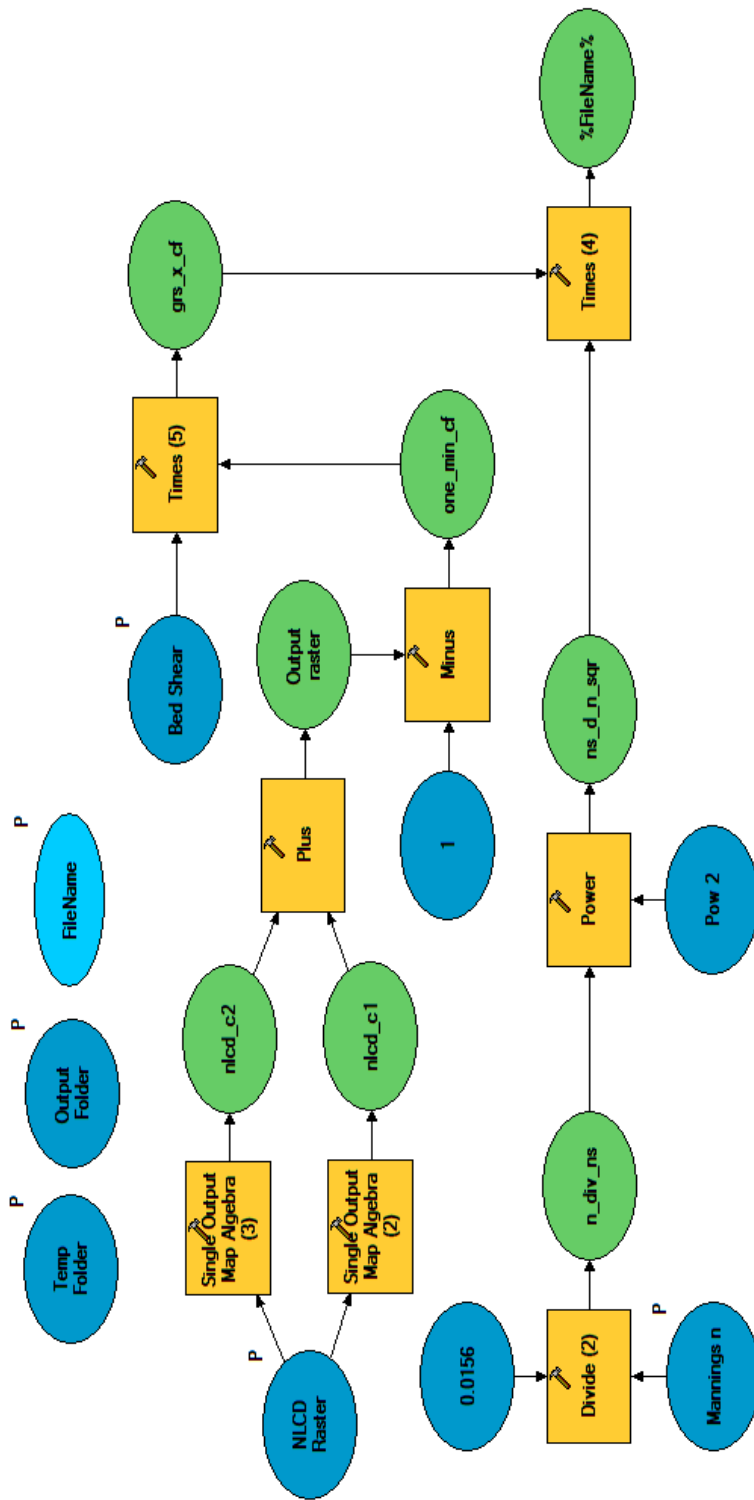 P
Temp
Folder
P
Output
Folder
P
FileName
P
NLCD
Raster
Single Output
Map Algebra
(3)
Single Output
Map Algebra
(2)
nlcd_c2
nlcd_c1
Plus
Output
raster
P
Bed Shear
Times (5)
grs_x_cf
1
Minus
one_min_cf
0.0156
P
Mannings n
Divide (2)
n_div_ns
Power
Pow 2
ns_d_n_sqr
Times (4)
%FileName%